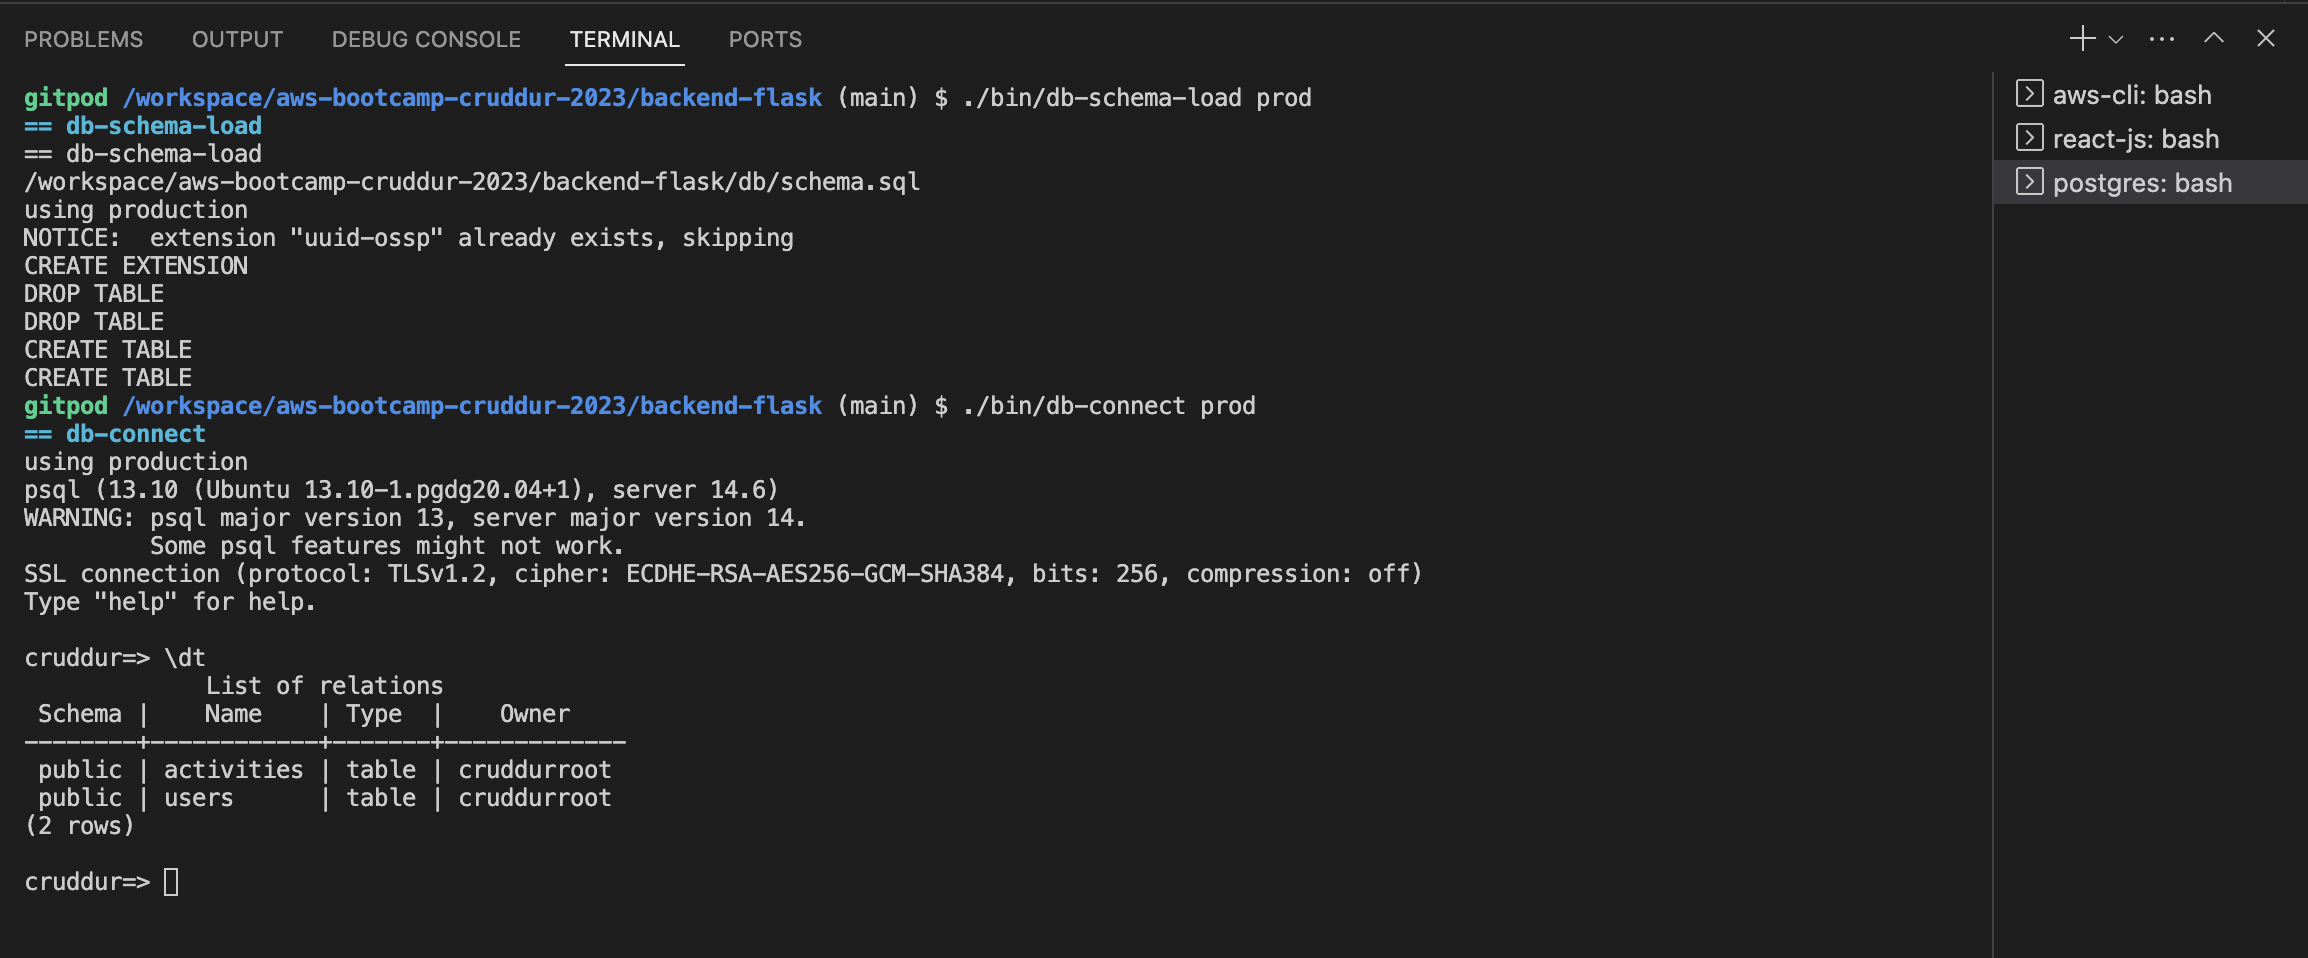 PROBLEMS OUTPUT DEBUG CONSOLE TERMINAL PORTS
gitpod /workspace/aws-bootcamp-cruddur-2023/backend-flask (main) $ ./bin/db-schema-load prod
== db-schema-load
== db-schema-load
/workspace/aws-bootcamp-cruddur-2023/backend-flask/db/schema.sql
using production
NOTICE:  extension "uuid-ossp" already exists, skipping
CREATE EXTENSION
DROP TABLE
DROP TABLE
CREATE TABLE
CREATE TABLE
gitpod /workspace/aws-bootcamp-cruddur-2023/backend-flask (main) $ ./bin/db-connect prod
== db-connect
using production
psql (13.10 (Ubuntu 13.10-1.pgdg20.04+1), server 14.6)
WARNING: psql major version 13, server major version 14.
         Some psql features might not work.
SSL connection (protocol: TLSv1.2, cipher: ECDHE-RSA-AES256-GCM-SHA384, bits: 256, compression: off)
Type "help" for help.
cruddur=> \dt
             List of relations
 Schema |    Name    | Type  |    Owner
--------+------------+-------+-------------
 public | activities | table | cruddurroot
 public | users      | table | cruddurroot
(2 rows)
cruddur=>
aws-cli: bash
react-js: bash
postgres: bash